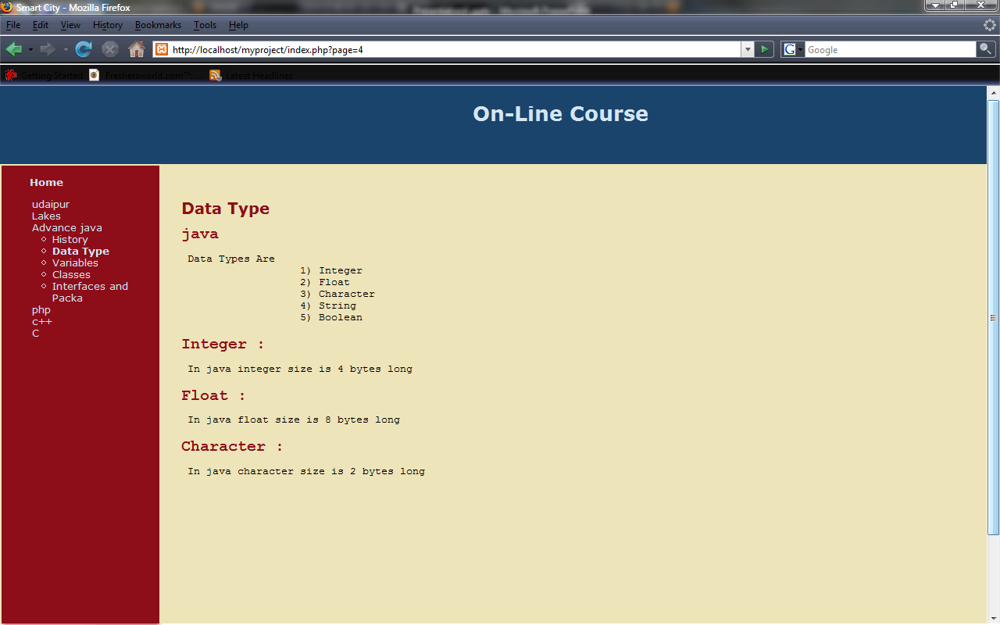 Smart City - Mozilla Firefox
File Edit View History Bookmarks Tools Help
http://localhost/myproject/index.php?page=4
G Google
Getting Started Freshersworld.com™: ... Latest Headlines
On-Line Course
Home
udaipur
Lakes
Advance java
History
Data Type
Variables
Classes
Interfaces and
Packa
php
c++
C
Data Type
java
Data Types Are
1) Integer
2) Float
3) Character
4) String
5) Boolean
Integer :
In java integer size is 4 bytes long
Float :
In java float size is 8 bytes long
Character :
In java character size is 2 bytes long